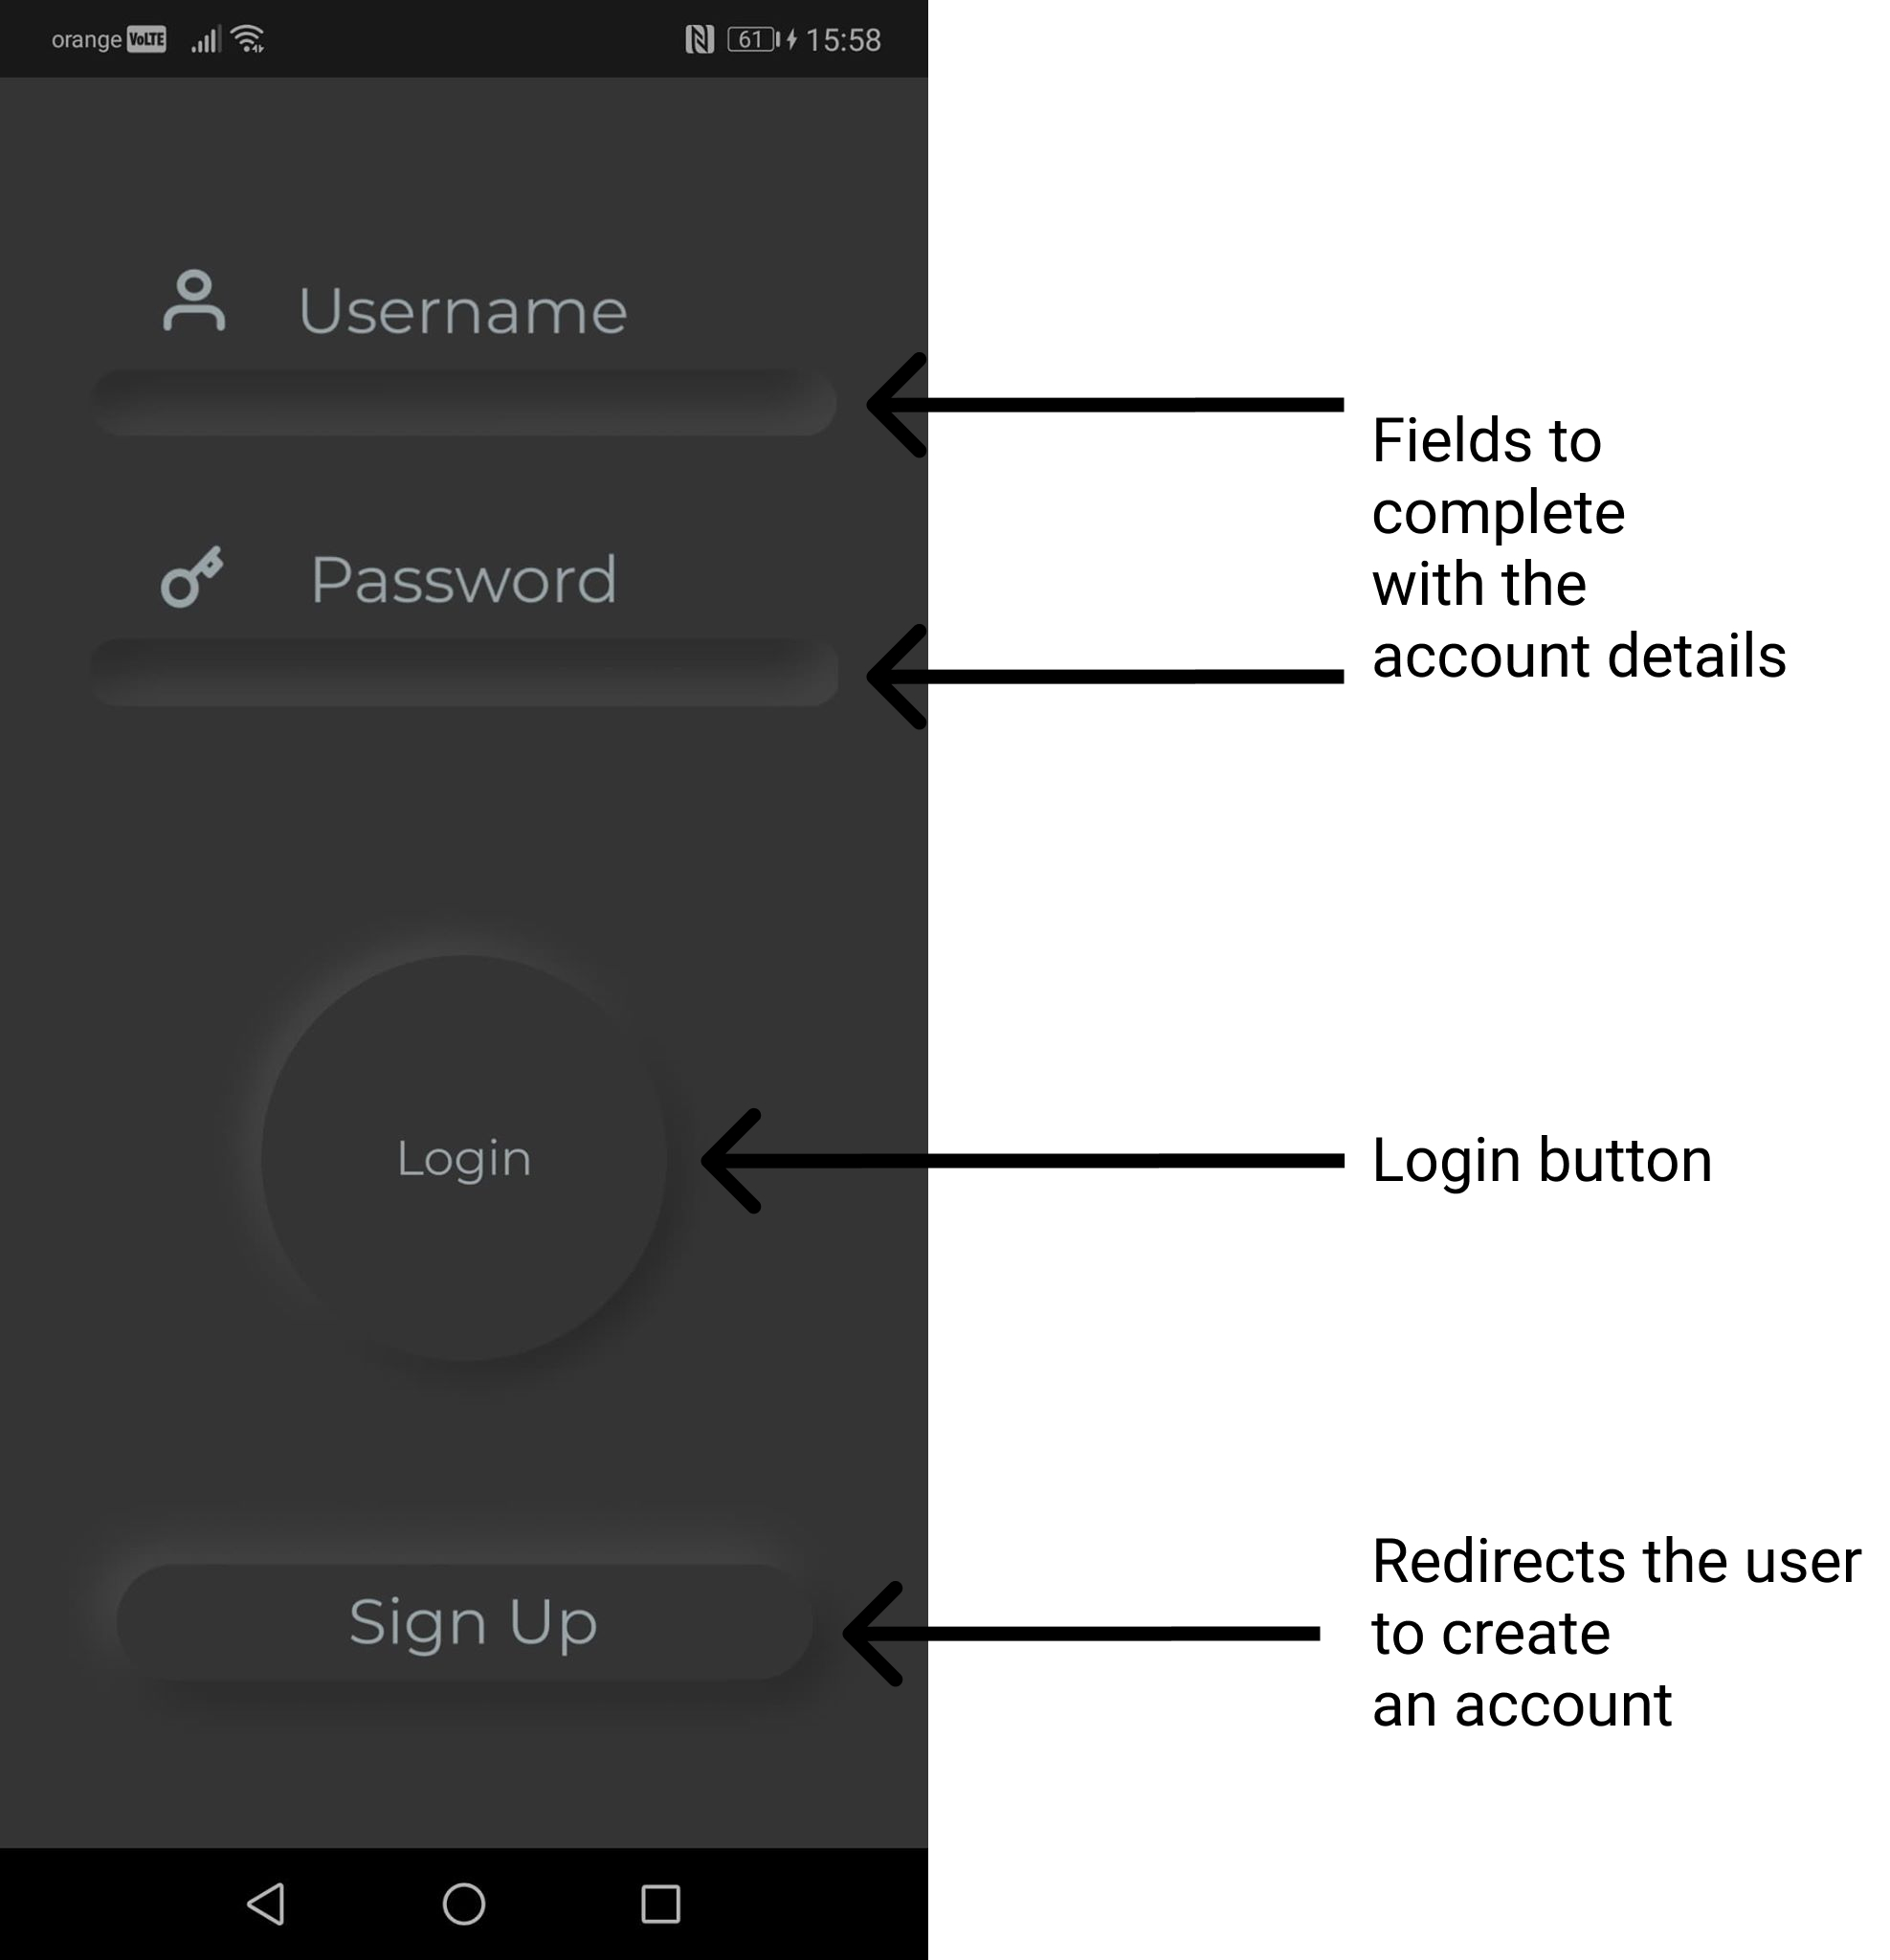 orange VoLTE 61 15:58
Username
Fields to
complete
with the
account details
Password
Login
Login button
Redirects the user
to create
an account
Sign Up